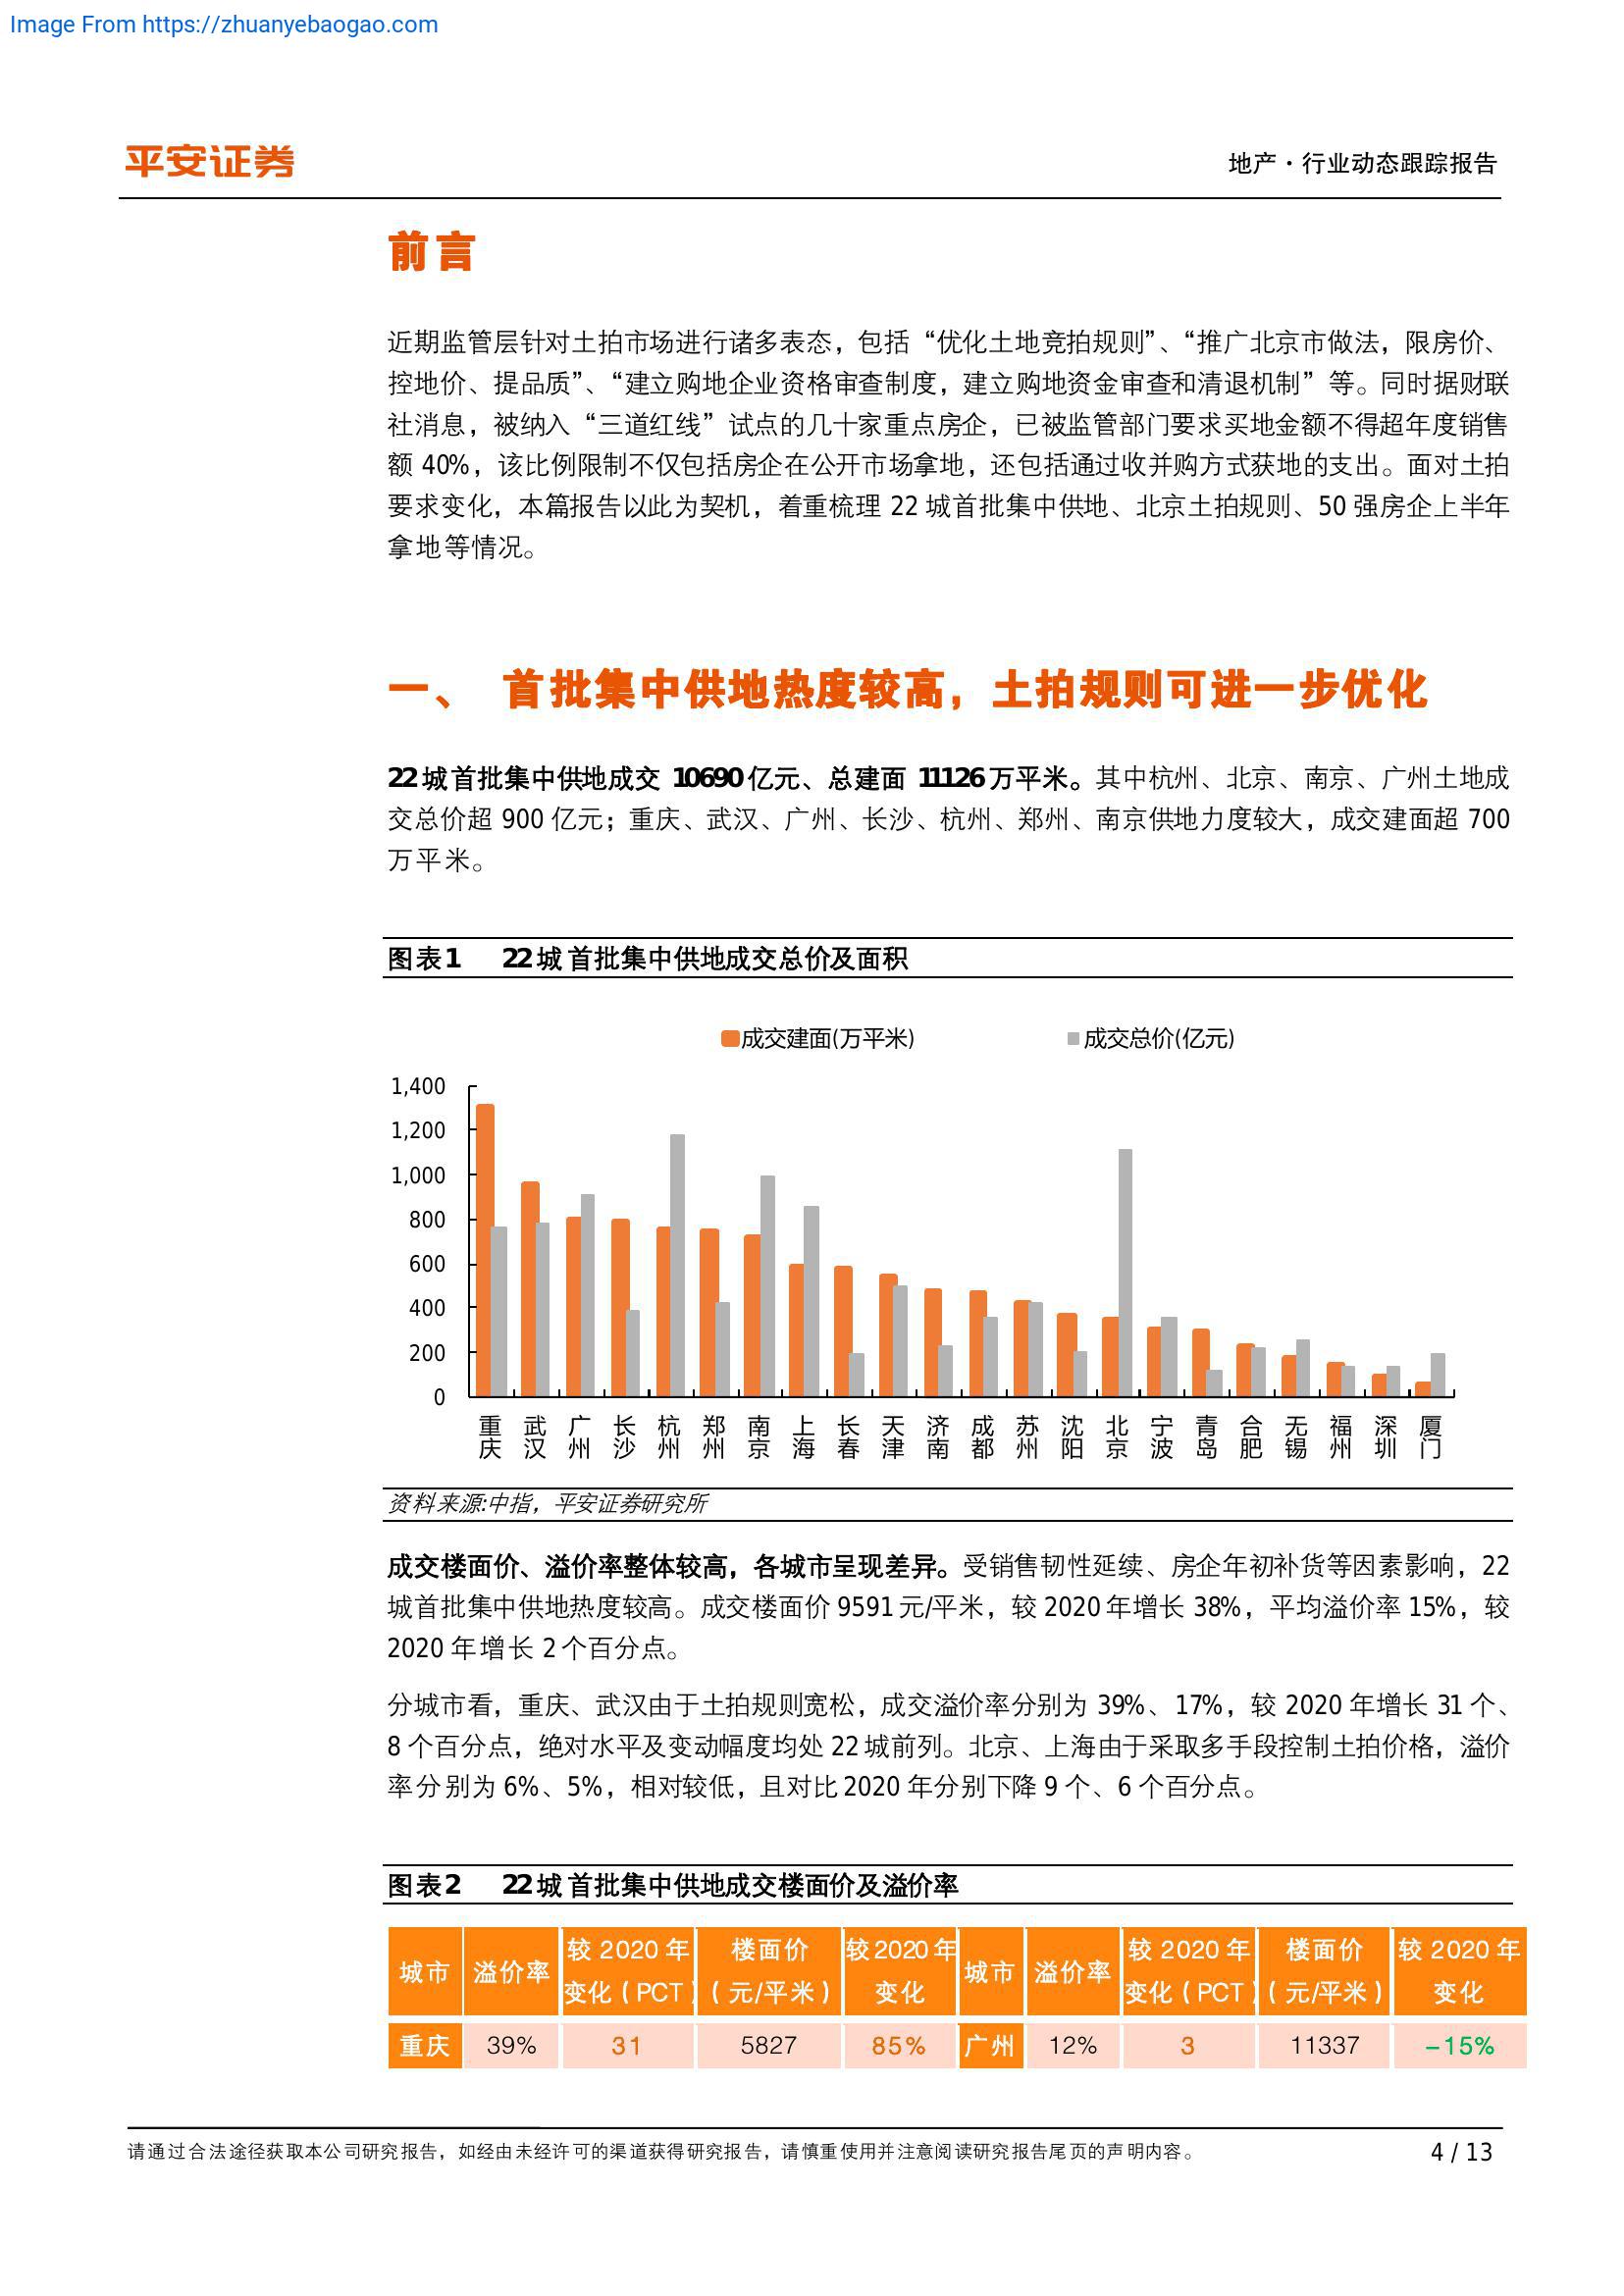 Image From https://zhuanyebaogao.com
平安证券
地产·行业动态跟踪报告
前言
近期监管层针对土拍市场进行诸多表态，包括“优化土地竞拍规则”、“推广北京市做法，限房价、
控地价、提品质”、“建立购地企业资格审查制度，建立购地资金审查和清退机制”等。同时据财联
社消息，被纳入“三道红线”试点的几十家重点房企，已被监管部门要求买地金额不得超年度销售
额 40%，该比例限制不仅包括房企在公开市场拿地，还包括通过收并购方式获地的支出。面对土拍
要求变化，本篇报告以此为契机，着重梳理 22 城首批集中供地、北京土拍规则、50 强房企上半年
拿地等情况。
一、 首批集中供地热度较高，土拍规则可进一步优化
22 城首批集中供地成交 10690 亿元、总建面 11126 万平米。其中杭州、北京、南京、广州土地成
交总价超 900 亿元；重庆、武汉、广州、长沙、杭州、郑州、南京供地力度较大，成交建面超 700
万平米。
图表1 22 城首批集中供地成交总价及面积
成交建面(万平米) 成交总价(亿元)
1,400
1,200
1,000
800
600
400
200
0
重庆 武汉 广州 长沙 杭州 郑州 南京 上海 长春 天津 济南 成都 苏州 沈阳 北京 宁波 青岛 合肥 无锡 福州 深圳 厦门
资料来源:中指，平安证券研究所
成交楼面价、溢价率整体较高，各城市呈现差异。受销售韧性延续、房企年初补货等因素影响，22
城首批集中供地热度较高。成交楼面价 9591 元/平米，较 2020 年增长 38%，平均溢价率 15%，较
2020 年增长 2 个百分点。
分城市看，重庆、武汉由于土拍规则宽松，成交溢价率分别为 39%、17%，较 2020 年增长 31 个、
8 个百分点，绝对水平及变动幅度均处 22 城前列。北京、上海由于采取多手段控制土拍价格，溢价
率分别为 6%、5%，相对较低，且对比 2020 年分别下降 9 个、6 个百分点。
图表2 22 城首批集中供地成交楼面价及溢价率
城市 溢价率 较 2020 年变化（PCT） 楼面价（元/平米） 较 2020 年变化 城市 溢价率 较 2020 年变化（PCT） 楼面价（元/平米） 较 2020 年变化
重庆 39% 31 5827 85% 广州 12% 3 11337 -15%
请通过合法途径获取本公司研究报告，如经由未经许可的渠道获得研究报告，请慎重使用并注意阅读研究报告尾页的声明内容。
4 / 13